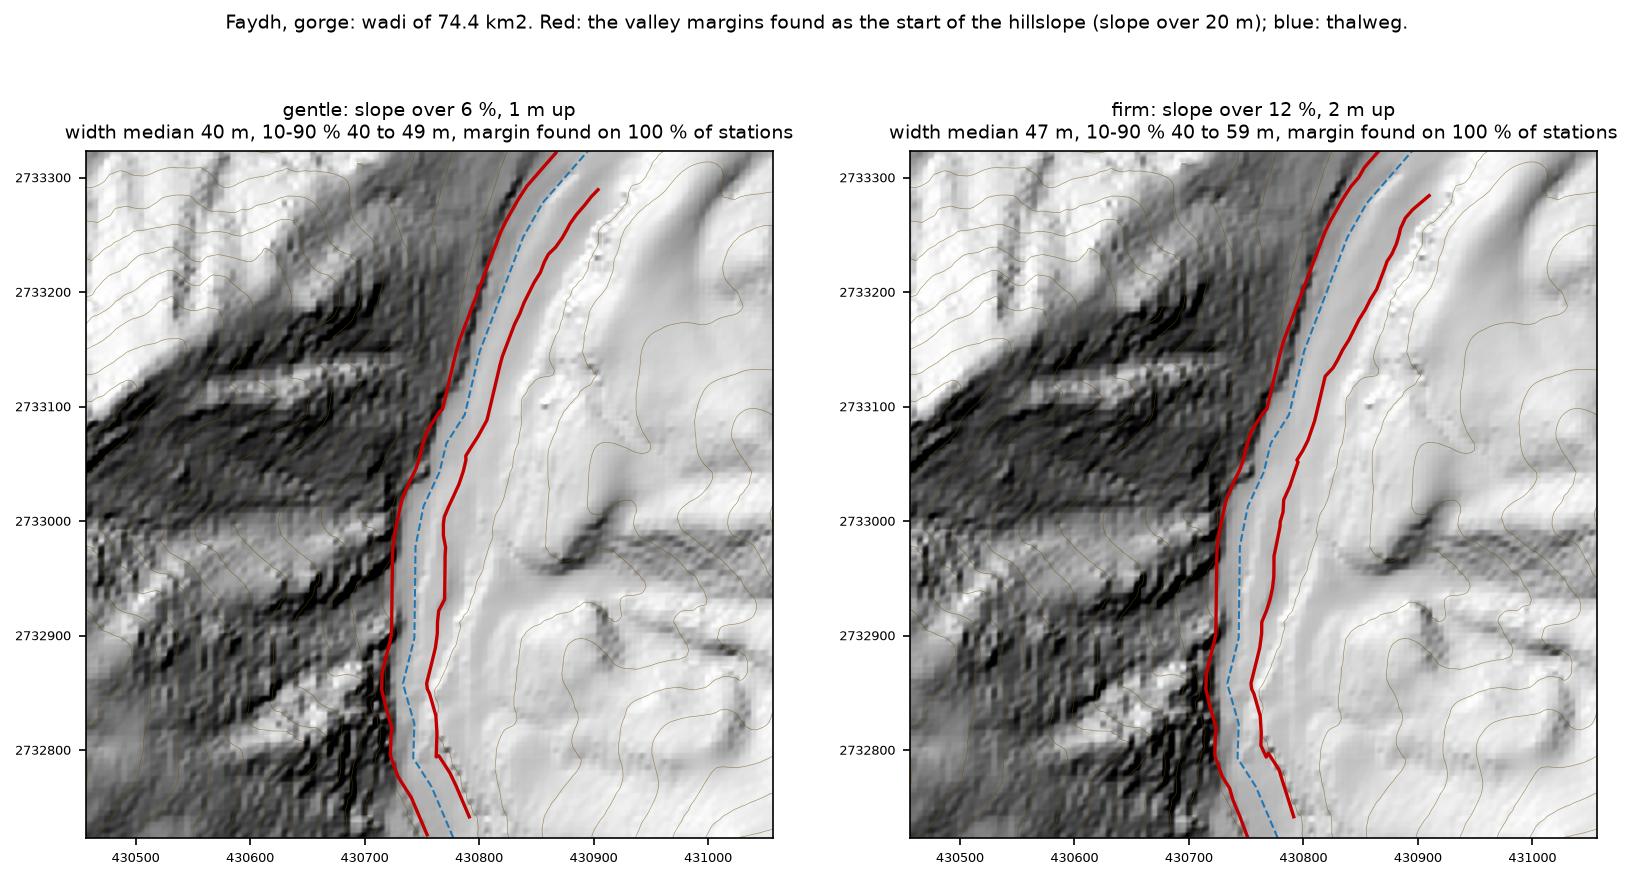 Faydh, gorge: wadi of 74.4 km2. Red: the valley margins found as the start of the hillslope (slope over 20 m); blue: thalweg.
gentle: slope over 6 %, 1 m up
width median 40 m, 10-90 % 40 to 49 m, margin found on 100 % of stations
2733300
2733200
2733100
2733000
2732900
2732800
430500 430600 430700 430800 430900 431000
firm: slope over 12 %, 2 m up
width median 47 m, 10-90 % 40 to 59 m, margin found on 100 % of stations
2733300
2733200
2733100
2733000
2732900
2732800
430500 430600 430700 430800 430900 431000